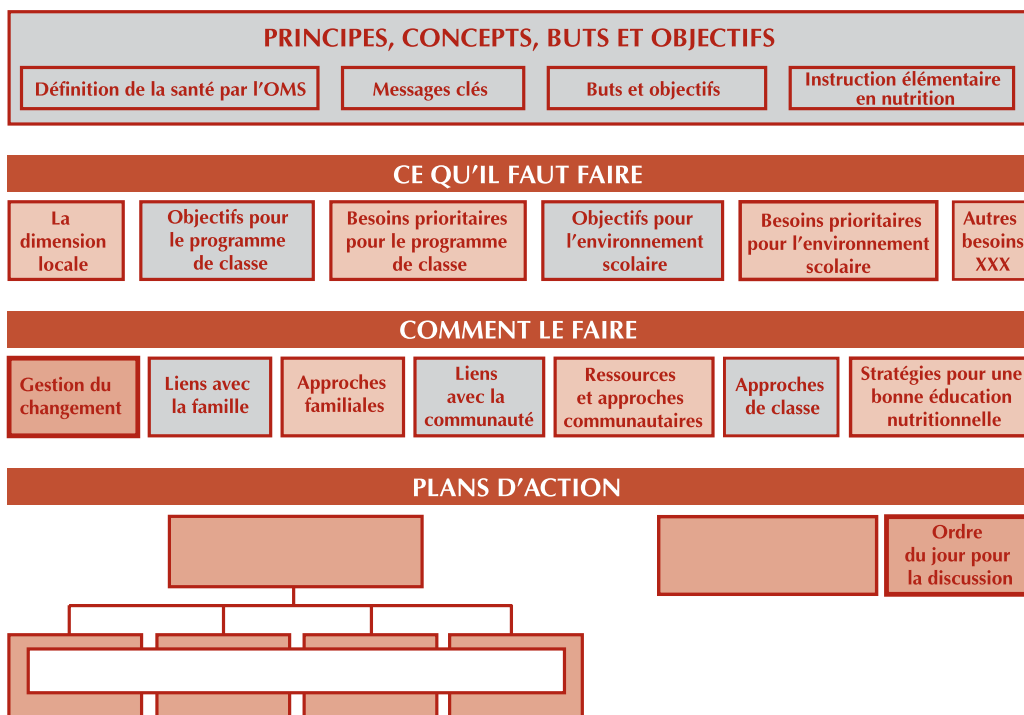 PRINCIPES, CONCEPTS, BUTS ET OBJECTIFS
Définition de la santé par l'OMS
Messages clés
Buts et objectifs
Instruction élémentaire
en nutrition
CE QU'IL FAUT FAIRE
La
dimension
locale
Objectifs pour
le programme
de classe
Besoins prioritaires
pour le programme
de classe
Objectifs pour
l'environnement
scolaire
Besoins prioritaires
pour l'environnement
scolaire
Autres
besoins
XXX
COMMENT LE FAIRE
Gestion du
changement
Liens avec
la famille
Approches
familiales
Liens
avec la
communauté
Ressources
et approches
communautaires
Approches
de classe
Stratégies pour une
bonne éducation
nutritionnelle
PLANS D'ACTION
Ordre
du jour pour
la discussion